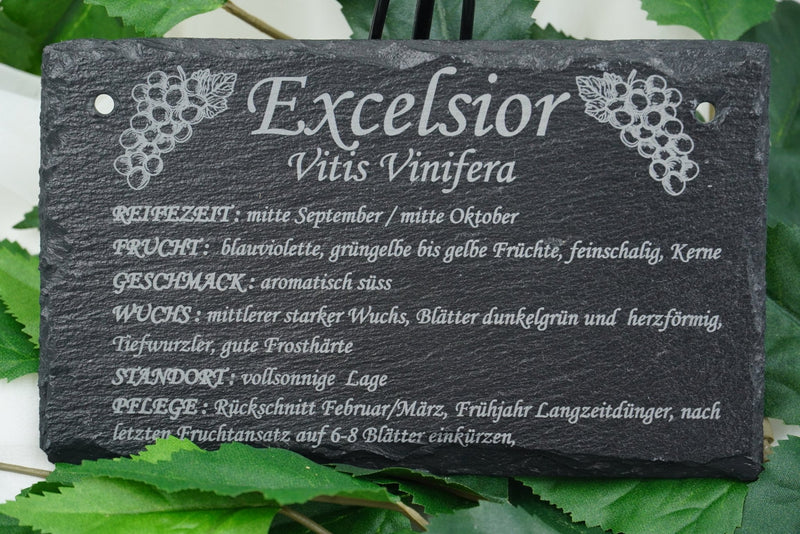 Excelsior
Vitis Vinifera
REIFEZEIT : mitte September / mitte Oktober
FRUCHT : blauviolette, grüngelbe bis gelbe Früchte, feinschalig, Kerne
GESCHMACK : aromatisch süss
WUCHS : mittlerer starker Wuchs, Blätter dunkelgrün und herzförmig,
Tiefwurzler, gute Frosthärte
STANDORT : vollsonnige Lage
PFLEGE : Rückschnitt Februar/März, Frühjahr Langzeitdünger, nach
letzten Fruchtansatz auf 6-8 Blätter einkürzen,